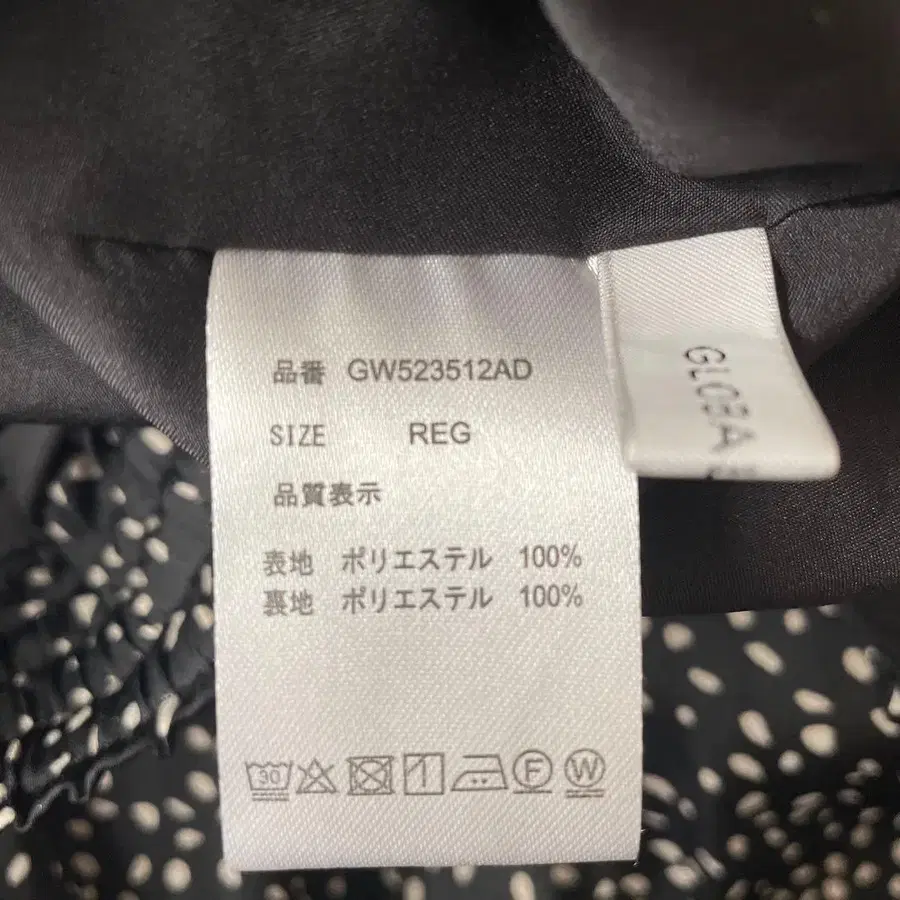 品番 GW523512AD
SIZE REG
品質表示
表地 ポリエステル 100%
裏地 ポリエステル 100%
30 F W
GLOBA